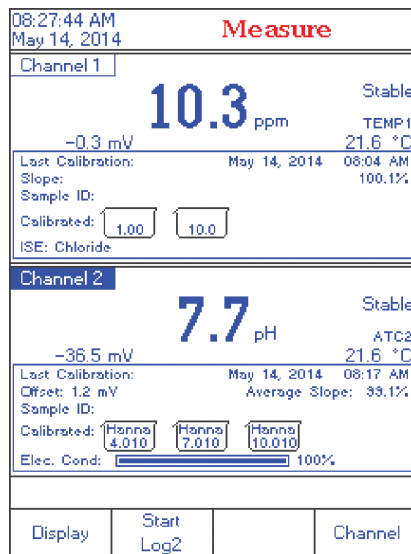 08:27:44 AM
May 14, 2014
Measure
Channel 1
10.3 ppm
Stable
TEMP1
-0.3 mV
21.6 °C
Last Calibration: May 14, 2014 08:04 AM
Slope: 100.1%
Sample ID:
Calibrated: 1.00 10.0
ISE: Chloride
Channel 2
7.7 pH
Stable
ATC2
-36.5 mV
21.6 °C
Last Calibration: May 14, 2014 08:17 AM
Offset: 1.2 mV Average Slope: 99.1%
Sample ID:
Calibrated: Hanna 4.010 Hanna 7.010 Hanna 10.010
Elec. Cond: 100%
Display
Start Log2
Channel